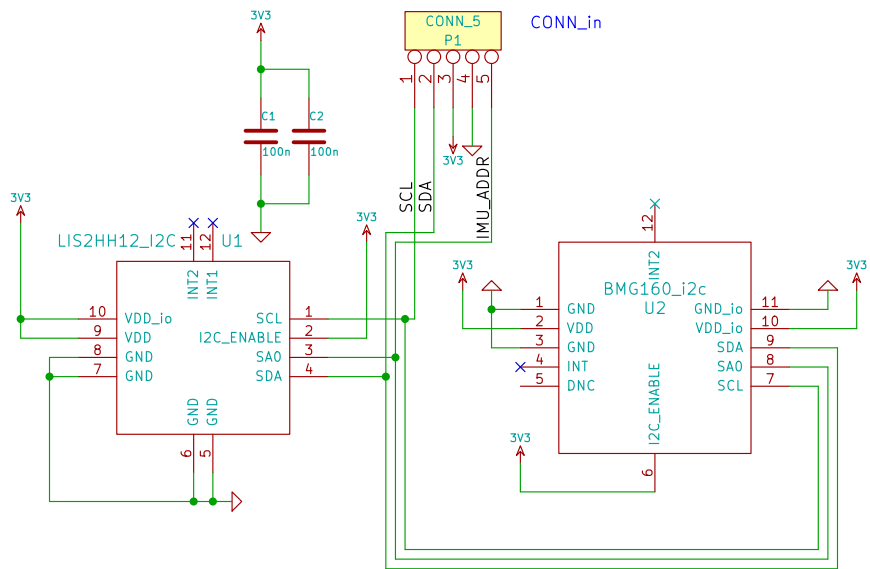 3V3
CONN_5
P1
CONN_in
1
2
3
4
5
C1
100n
C2
100n
3V3
SCL
SDA
IMU_ADDR
3V3
LIS2HH12_I2C
U1
11
12
INT2
INT1
3V3
10
VDD_io
9
VDD
8
GND
7
GND
SCL
1
I2C_ENABLE
2
SA0
3
SDA
4
GND
GND
6
5
12
INT2
BMG160_i2c
U2
3V3
3V3
1
GND
2
VDD
3
GND
4
INT
5
DNC
GND_io
11
VDD_io
10
SDA
9
SA0
8
SCL
7
I2C_ENABLE
6
3V3